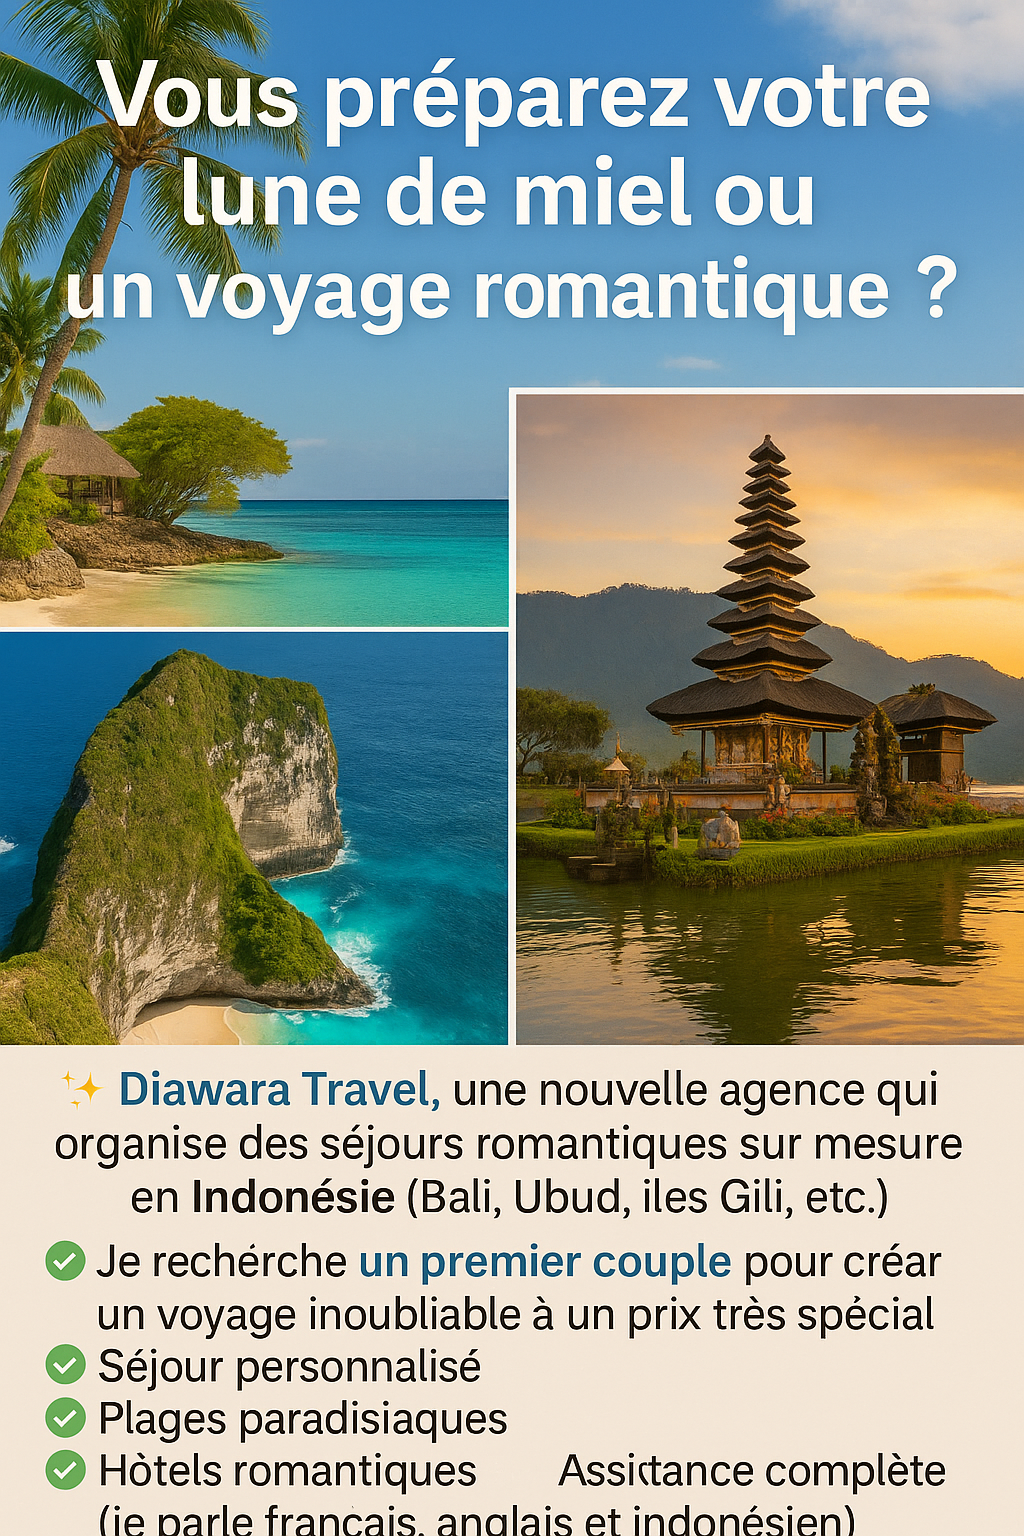 Vous préparez votre
lune de miel ou
un voyage romantique ?
Diawara Travel, une nouvelle agence qui
organise des séjours romantiques sur mesure
en Indonésie (Bali, Ubud, iles Gili, etc.)
Je rechérche un premier couple pour créar
un voyage inoubliable à un prix très spécial
Séjour personnalisé
Plages paradisiaques
Hòtels romantiques Assiıtance complète
(je parle français, anglais et indonésien)